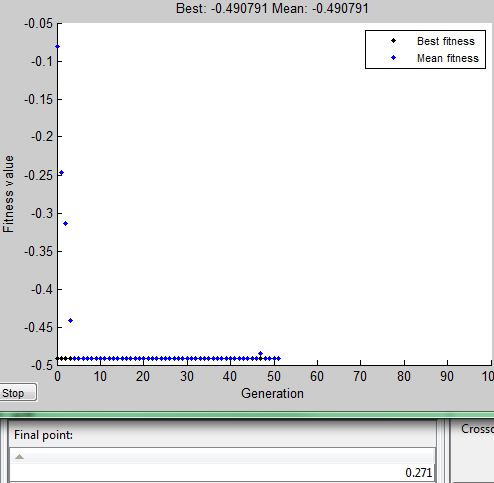 Best: -0.490791 Mean: -0.490791
-0.05
-0.1
-0.15
-0.2
-0.25
-0.3
-0.35
-0.4
-0.45
-0.5
Fitness value
Best fitness
Mean fitness
0 10 20 30 40 50 60 70 80 90 100
Generation
Stop
Final point:
Crossc
0.271